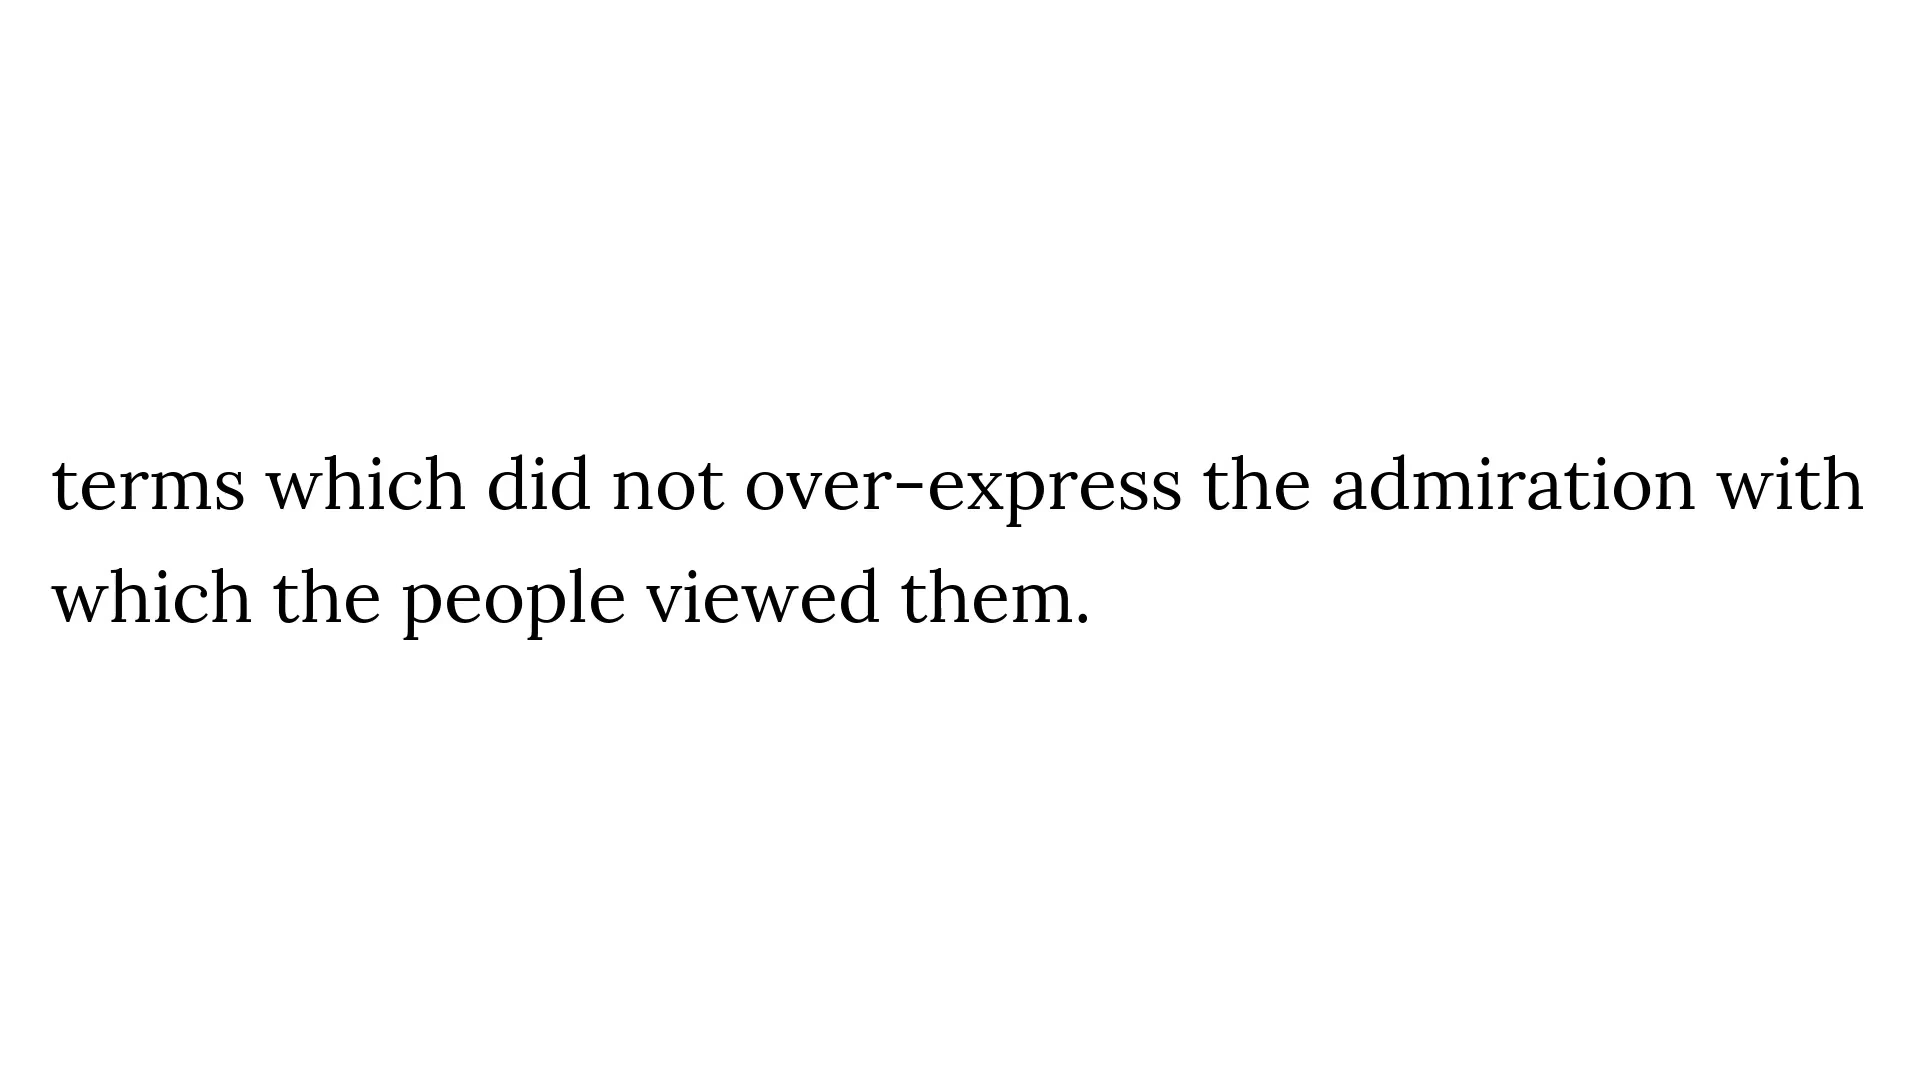 terms which did not over-express the admiration with
which the people viewed them.